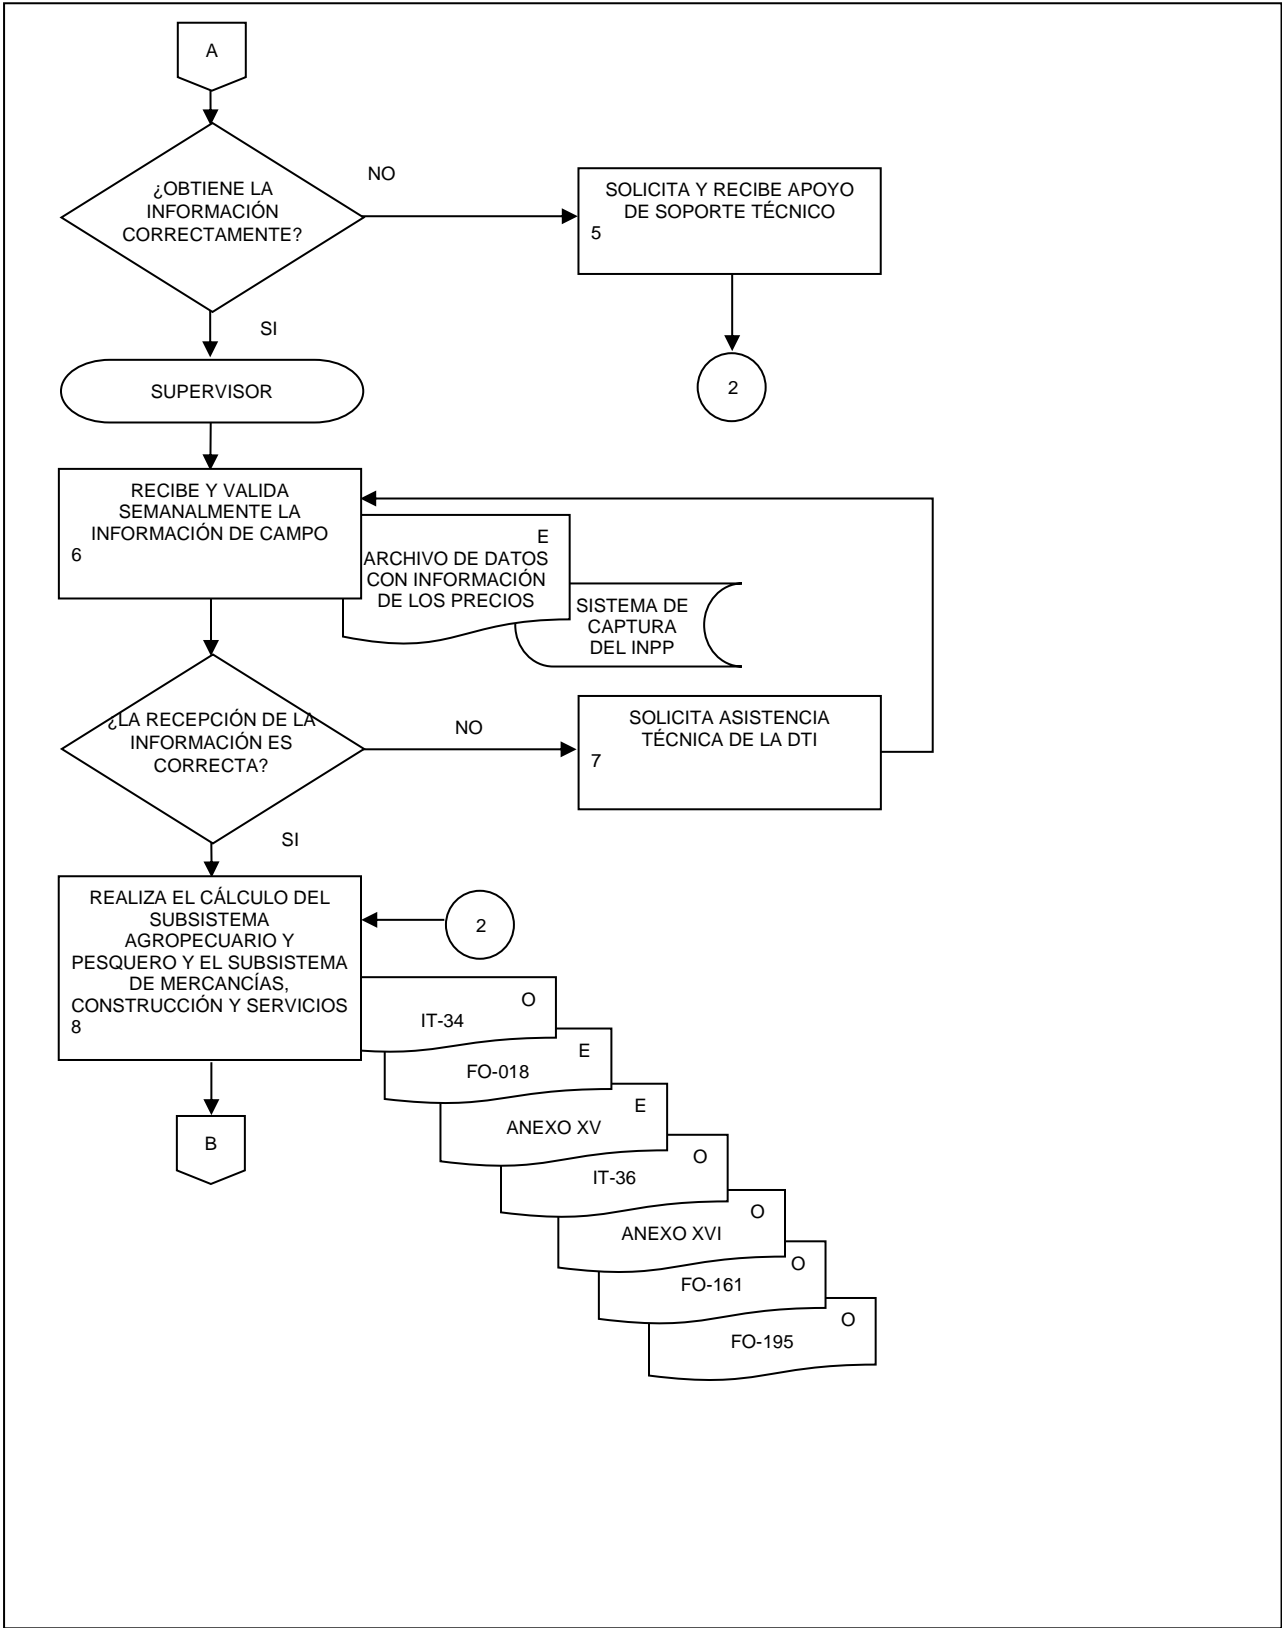 A
¿OBTIENE LA
INFORMACIÓN
CORRECTAMENTE?
NO
SOLICITA Y RECIBE APOYO
DE SOPORTE TÉCNICO
5
SI
2
SUPERVISOR
RECIBE Y VALIDA
SEMANALMENTE LA
INFORMACIÓN DE CAMPO
6
E
ARCHIVO DE DATOS
CON INFORMACIÓN
DE LOS PRECIOS
SISTEMA DE
CAPTURA
DEL INPP
¿LA RECEPCIÓN DE LA
INFORMACIÓN ES
CORRECTA?
NO
SOLICITA ASISTENCIA
TÉCNICA DE LA DTI
7
SI
REALIZA EL CÁLCULO DEL
SUBSISTEMA
AGROPECUARIO Y
PESQUERO Y EL SUBSISTEMA
DE MERCANCÍAS,
CONSTRUCCIÓN Y SERVICIOS
8
2
O
IT-34
E
FO-018
E
ANEXO XV
O
IT-36
O
ANEXO XVI
O
FO-161
O
FO-195
B